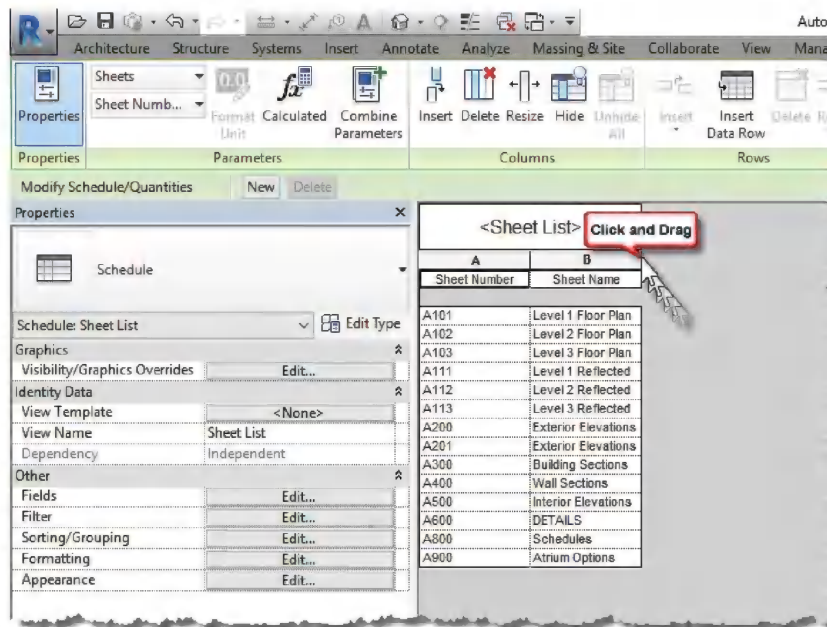 Auto
Architecture Structure Systems Insert Annotate Analyze Massing & Site Collaborate View Mana
Properties
Sheets
Sheet Numb...
Format Unit
Calculated
Combine Parameters
Insert Delete Resize Hide Unhide All
Insert
Insert Data Row
Delete
Properties Parameters Columns Rows
Modify Schedule/Quantities New Delete
Properties
Schedule
Schedule: Sheet List Edit Type
Graphics
Visibility/Graphics Overrides Edit...
Identity Data
View Template <None>
View Name Sheet List
Dependency Independent
Other
Fields Edit...
Filter Edit...
Sorting/Grouping Edit...
Formatting Edit...
Appearance Edit...
<Sheet List>
Click and Drag
A B
Sheet Number Sheet Name
A101 Level 1 Floor Plan
A102 Level 2 Floor Plan
A103 Level 3 Floor Plan
A111 Level 1 Reflected
A112 Level 2 Reflected
A113 Level 3 Reflected
A200 Exterior Elevations
A201 Exterior Elevations
A300 Building Sections
A400 Wall Sections
A500 Interior Elevations
A600 DETAILS
A800 Schedules
A900 Atrium Options